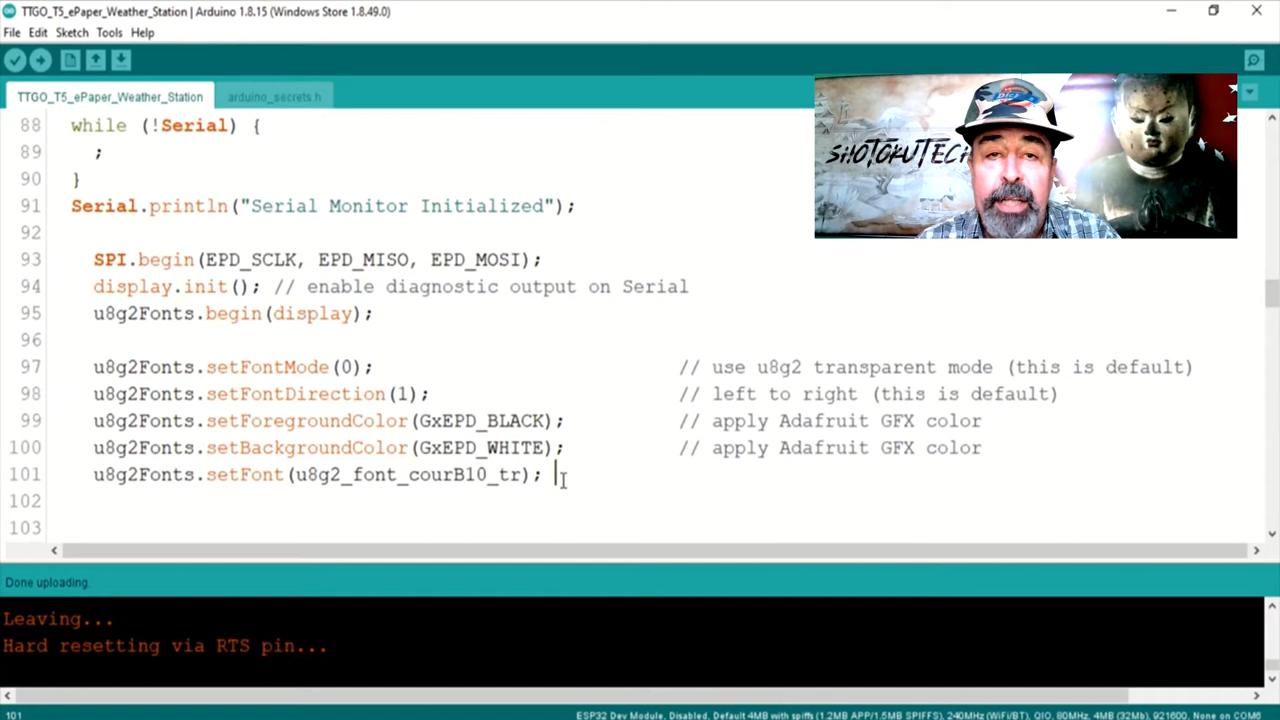 TTGO_T5_ePaper_Weather_Station | Arduino 1.8.15 (Windows Store 1.8.49.0)
File Edit Sketch Tools Help
TTGO_T5_ePaper_Weather_Station arduino_secrets.h
88 while (!Serial) {
89 ;
90 }
91 Serial.println("Serial Monitor Initialized");
92
93 SPI.begin(EPD_SCLK, EPD_MISO, EPD_MOSI);
94 display.init(); // enable diagnostic output on Serial
95 u8g2Fonts.begin(display);
96
97 u8g2Fonts.setFontMode(0); // use u8g2 transparent mode (this is default)
98 u8g2Fonts.setFontDirection(1); // left to right (this is default)
99 u8g2Fonts.setForegroundColor(GxEPD_BLACK); // apply Adafruit GFX color
100 u8g2Fonts.setBackgroundColor(GxEPD_WHITE); // apply Adafruit GFX color
101 u8g2Fonts.setFont(u8g2_font_courB10_tr);
102
103
SHOTOKUTECH
Done uploading.
Leaving...
Hard resetting via RTS pin...
101 ESP32 Dev Module, Disabled, Default 4MB with spiffs (1.2MB APP/1.5MB SPIFFS), 240MHz (WiFi/BT), QIO, 80MHz, 4MB (32Mb), 921600, None on COM6